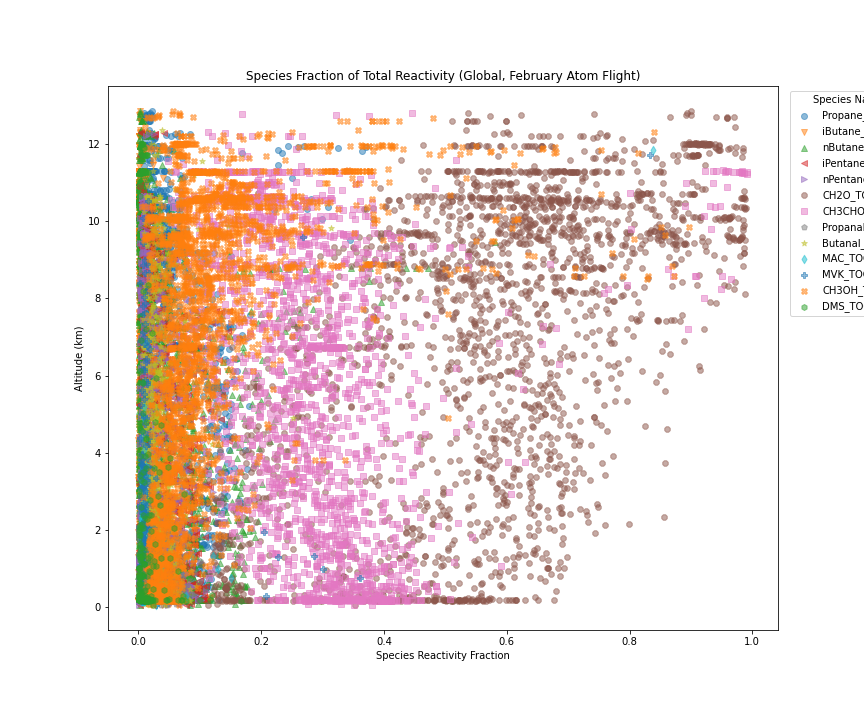 Species Fraction of Total Reactivity (Global, February Atom Flight)
Species Na
Propane_
iButane_
nButane
iPentane
nPentan
CH2O_TO
CH3CHO
Propanal
Butanal_
MAC_TO
MVK_TO
CH3OH_
DMS_TO
Altitude (km)
12
10
8
6
4
2
0
0.0 0.2 0.4 0.6 0.8 1.0
Species Reactivity Fraction